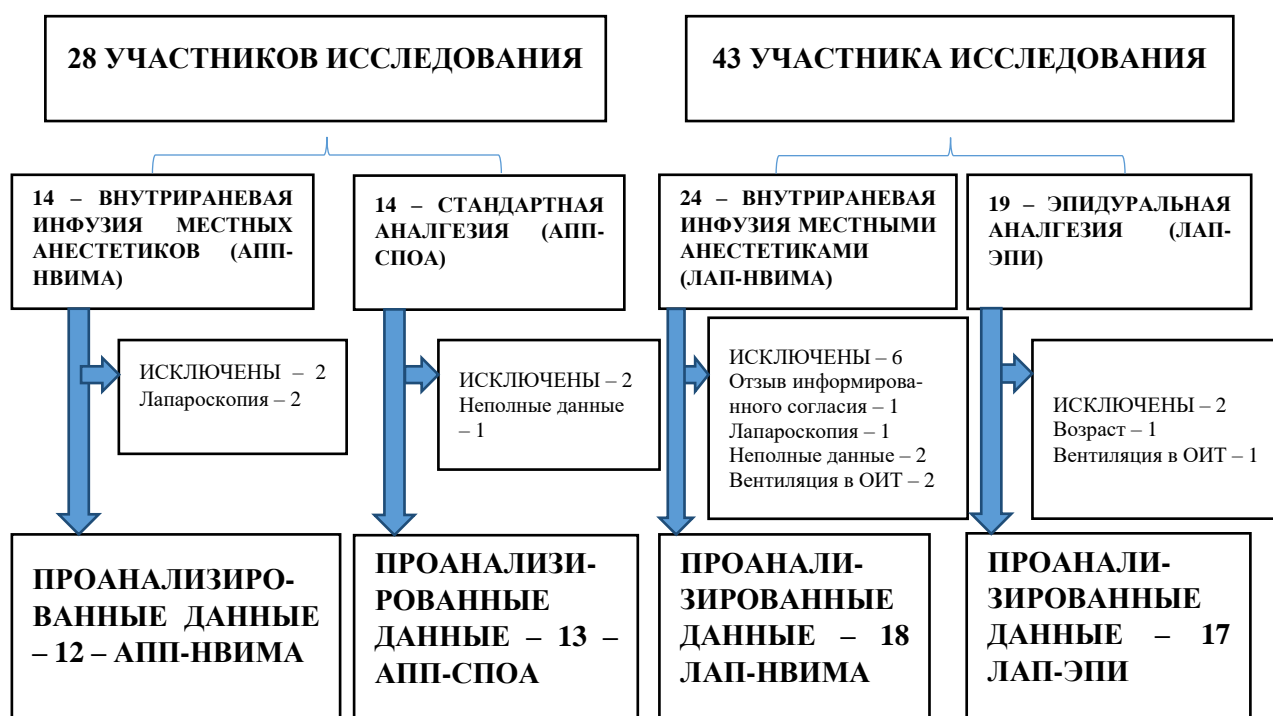 28 УЧАСТНИКОВ ИССЛЕДОВАНИЯ
43 УЧАСТНИКА ИССЛЕДОВАНИЯ
14 – ВНУТРИРАНЕВАЯ
ИНФУЗИЯ МЕСТНЫХ
АНЕСТЕТИКОВ (АПП-
НВИМА)
14 – СТАНДАРТНАЯ
АНАЛГЕЗИЯ (АПП-
СПОА)
24 – ВНУТРИРАНЕВАЯ
ИНФУЗИЯ МЕСТНЫМИ
АНЕСТЕТИКАМИ
(ЛАП-НВИМА)
19 – ЭПИДУРАЛЬНАЯ
АНАЛГЕЗИЯ (ЛАП-
ЭПИ)
ИСКЛЮЧЕНЫ – 2
Лапароскопия – 2
ИСКЛЮЧЕНЫ – 2
Неполные данные
– 1
ИСКЛЮЧЕНЫ – 6
Отзыв информирова-
нного согласия – 1
Лапароскопия – 1
Неполные данные – 2
Вентиляция в ОИТ – 2
ИСКЛЮЧЕНЫ – 2
Возраст – 1
Вентиляция в ОИТ – 1
ПРОАНАЛИЗИРО-
ВАННЫЕ ДАННЫЕ
– 12 – АПП-НВИМА
ПРОАНАЛИЗИ-
РОВАННЫЕ
ДАННЫЕ – 13 –
АПП-СПОА
ПРОАНАЛИ-
ЗИРОВАННЫЕ
ДАННЫЕ – 18
ЛАП-НВИМА
ПРОАНАЛИ-
ЗИРОВАННЫЕ
ДАННЫЕ – 17
ЛАП-ЭПИ